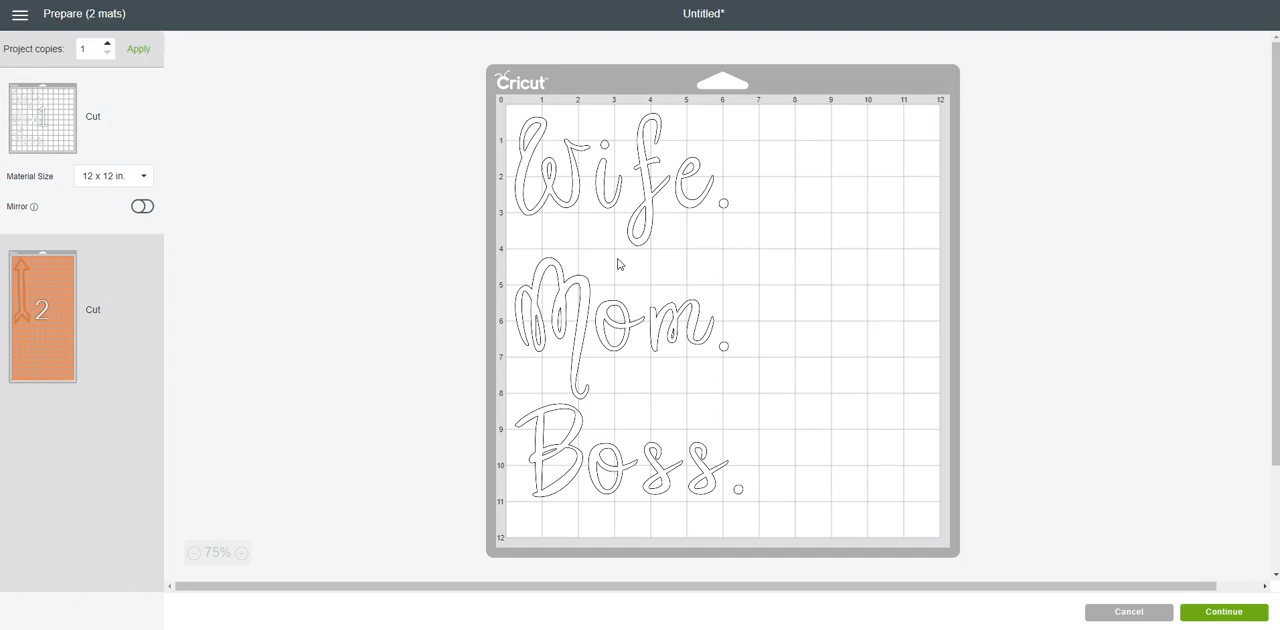 Prepare (2 mats)
Untitled*
Project copies: 1 Apply
1 Cut
Material Size 12 x 12 in.
Mirror
2 Cut
Cricut
0 1 2 3 4 5 6 7 8 9 10 11 12
1
2
3
4
5
6
7
8
9
10
11
12
Wife.
Mom.
Boss.
75%
Cancel Continue